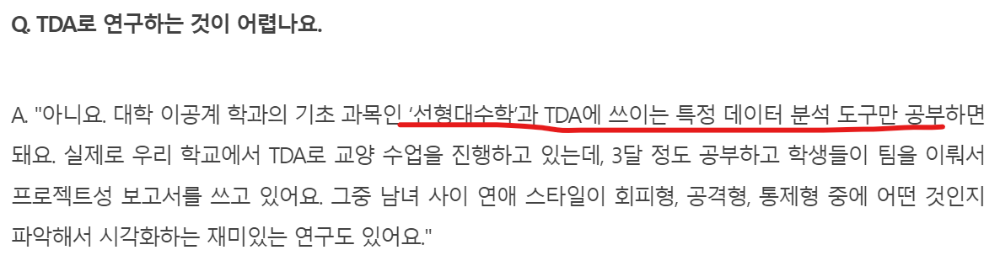 Q. TDA로 연구하는 것이 어렵나요.
A. "아니요. 대학 이공계 학과의 기초 과목인 '선형대수학'과 TDA에 쓰이는 특정 데이터 분석 도구만 공부하면
돼요. 실제로 우리 학교에서 TDA로 교양 수업을 진행하고 있는데, 3달 정도 공부하고 학생들이 팀을 이뤄서
프로젝트성 보고서를 쓰고 있어요. 그중 남녀 사이 연애 스타일이 회피형, 공격형, 통제형 중에 어떤 것인지
파악해서 시각화하는 재미있는 연구도 있어요."